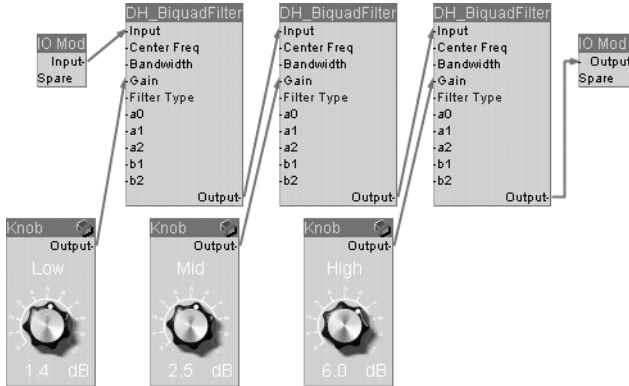 IO Mod
Input
Spare
DH_BiquadFilter
Input
Center Freq
Bandwidth
Gain
Filter Type
a0
a1
a2
b1
b2
Output
DH_BiquadFilter
Input
Center Freq
Bandwidth
Gain
Filter Type
a0
a1
a2
b1
b2
Output
DH_BiquadFilter
Input
Center Freq
Bandwidth
Gain
Filter Type
a0
a1
a2
b1
b2
Output
IO Mod
Output
Spare
Knob
Output
Low
1.4 dB
Knob
Output
Mid
2.5 dB
Knob
Output
High
6.0 dB